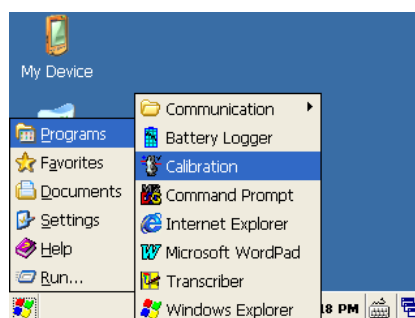 My Device
Programs
Favorites
Documents
Settings
Help
Run...
Communication
Battery Logger
Calibration
Command Prompt
Internet Explorer
Microsoft WordPad
Transcriber
Windows Explorer
18 PM